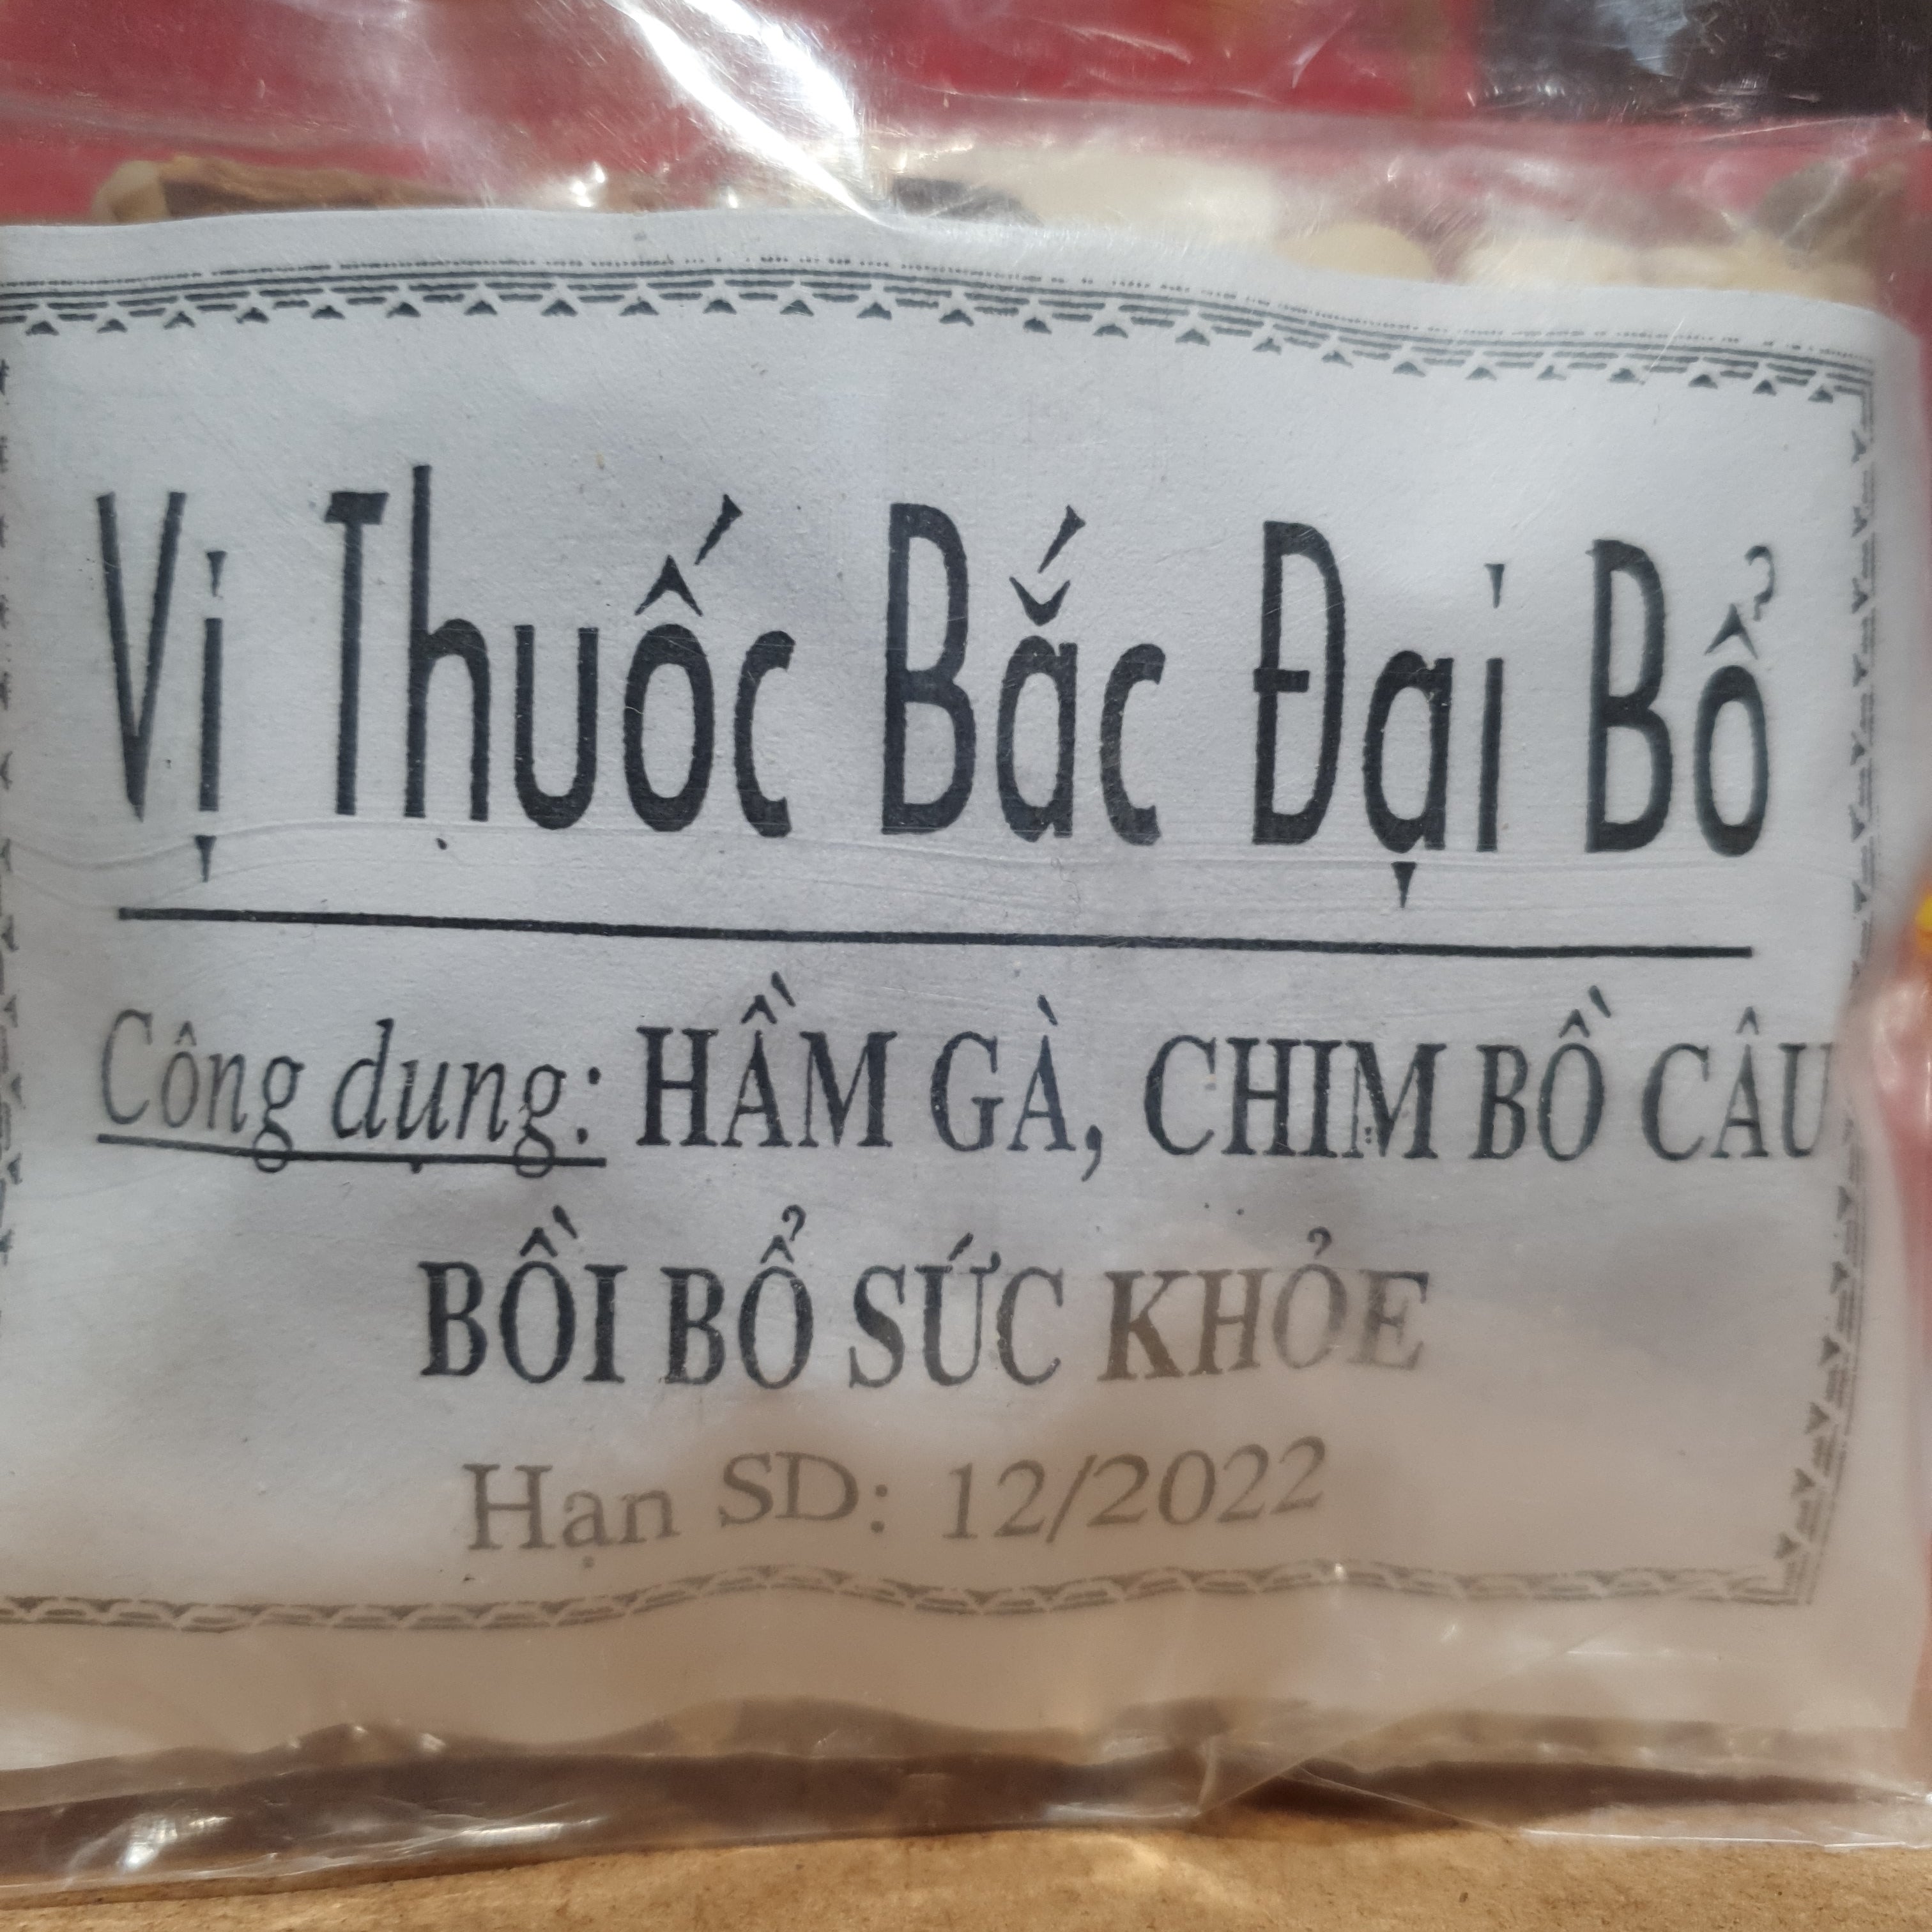 Vị Thuốc Bắc Đại Bổ
Công dụng: HẦM GÀ, CHIM BỒ CÂU
BỒI BỔ SỨC KHỎE
Hạn SD: 12/2022